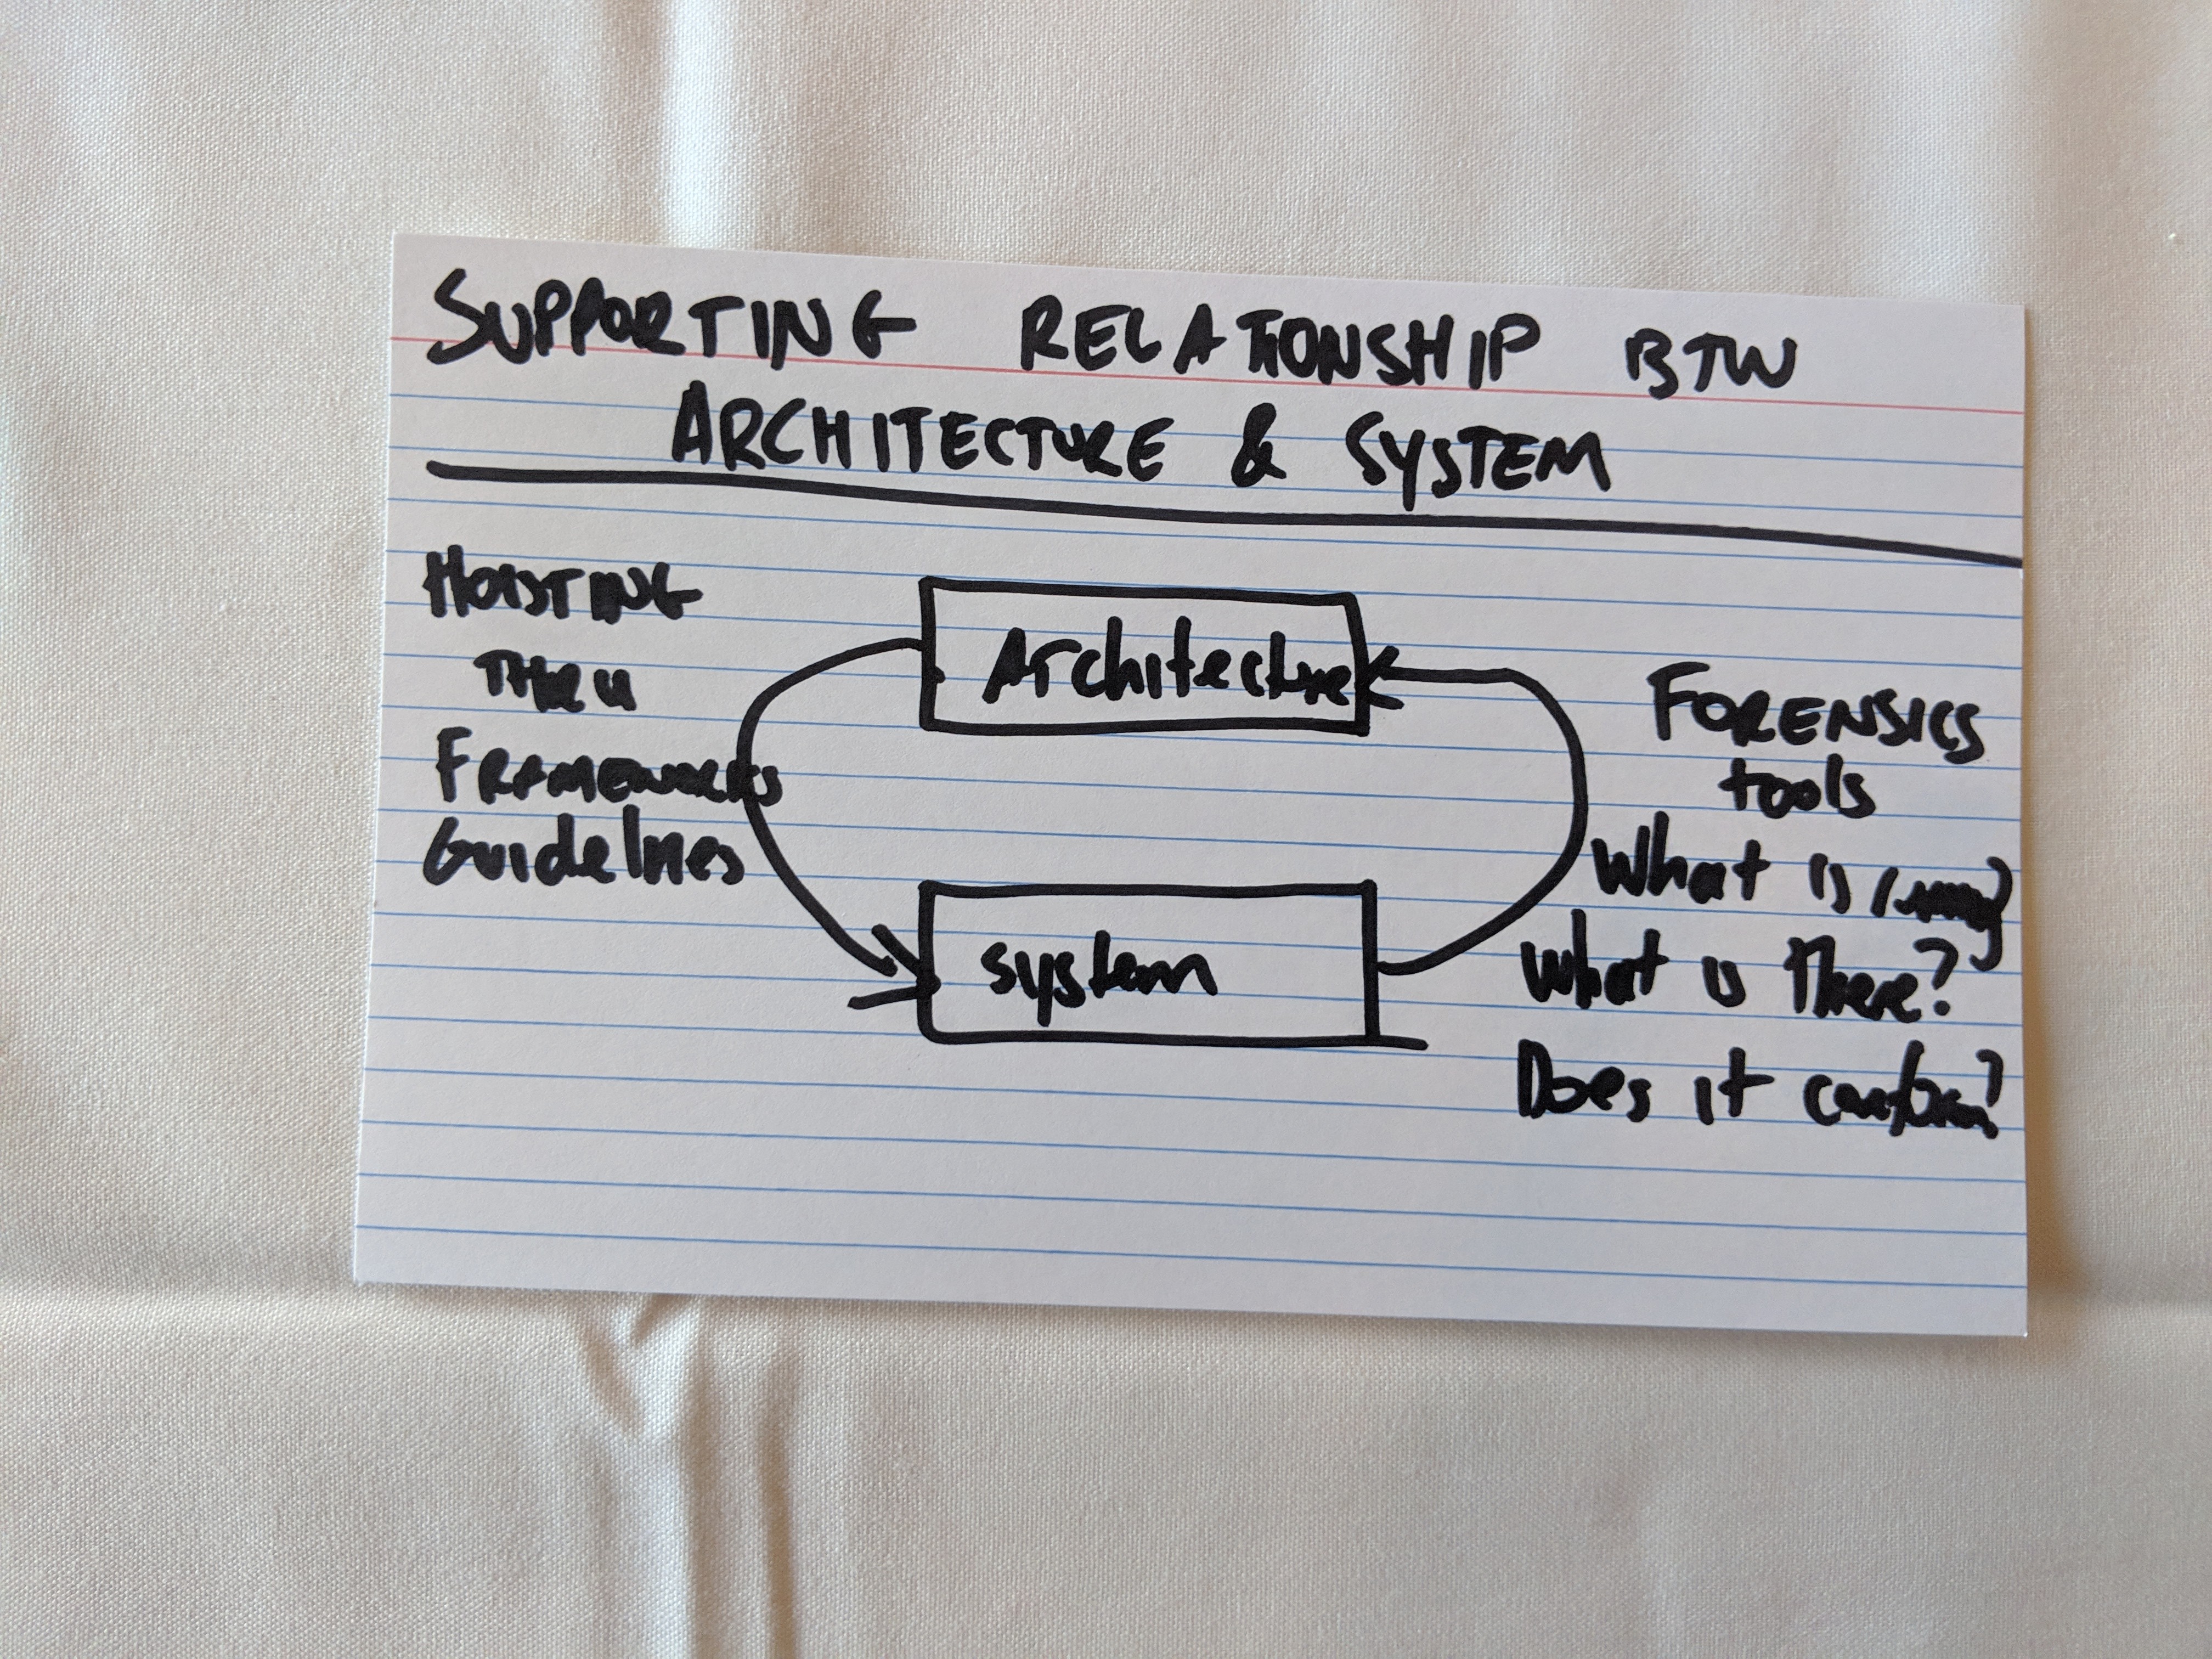 SUPPORTING RELATIONSHIP BTW
ARCHITECTURE & SYSTEM
HOISTING
THRU
FRAMEWORKS
Guidelines
Architecture
system
FORENSICS
tools
What is
What is There?
Does it conform?